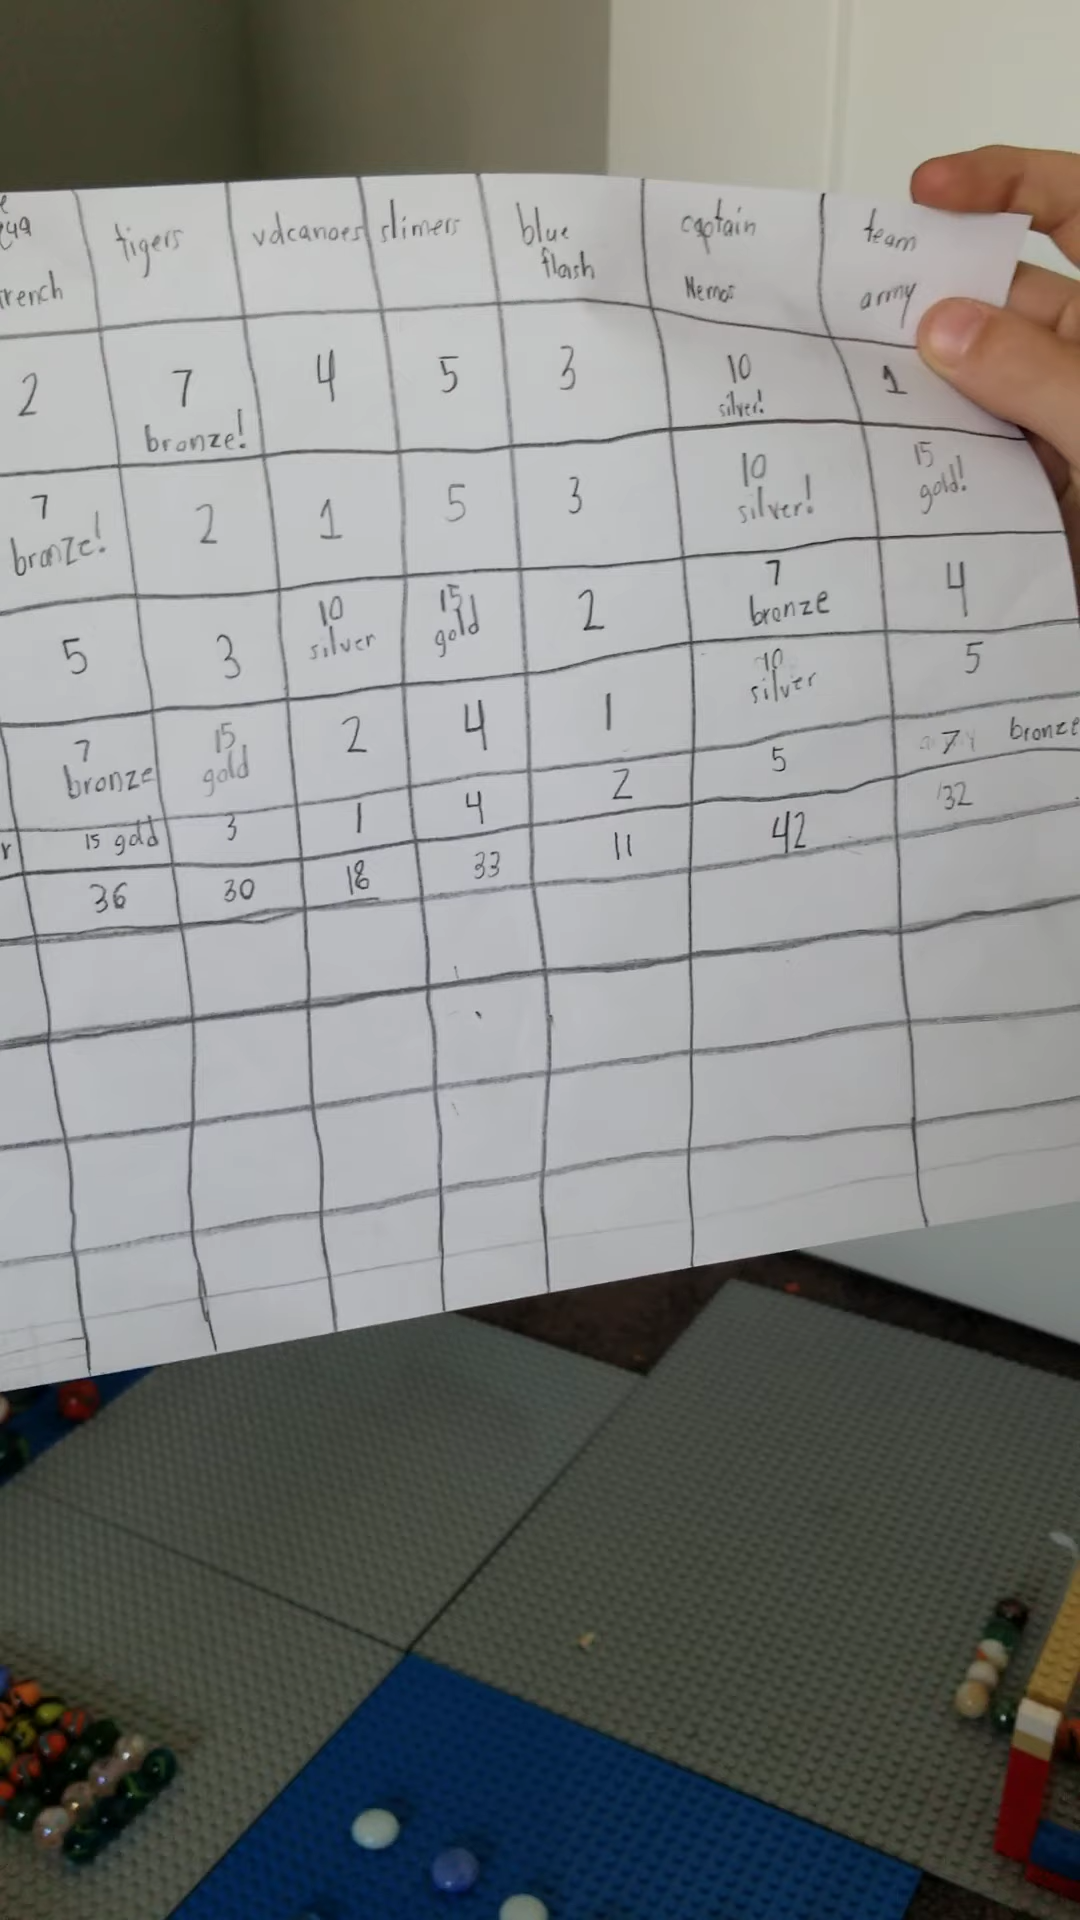 tigers volcanoes slimers blue flash captain Nemos team army
2 7 bronze! 4 5 3 10 silver! 1
7 bronze! 2 1 5 3 10 silver! 15 gold!
5 3 10 silver 15 gold 2 7 bronze 4
7 bronze 15 gold 2 4 1 10 silver 5
15 gold 3 1 4 2 5 7 bronze
36 30 18 33 11 42 32